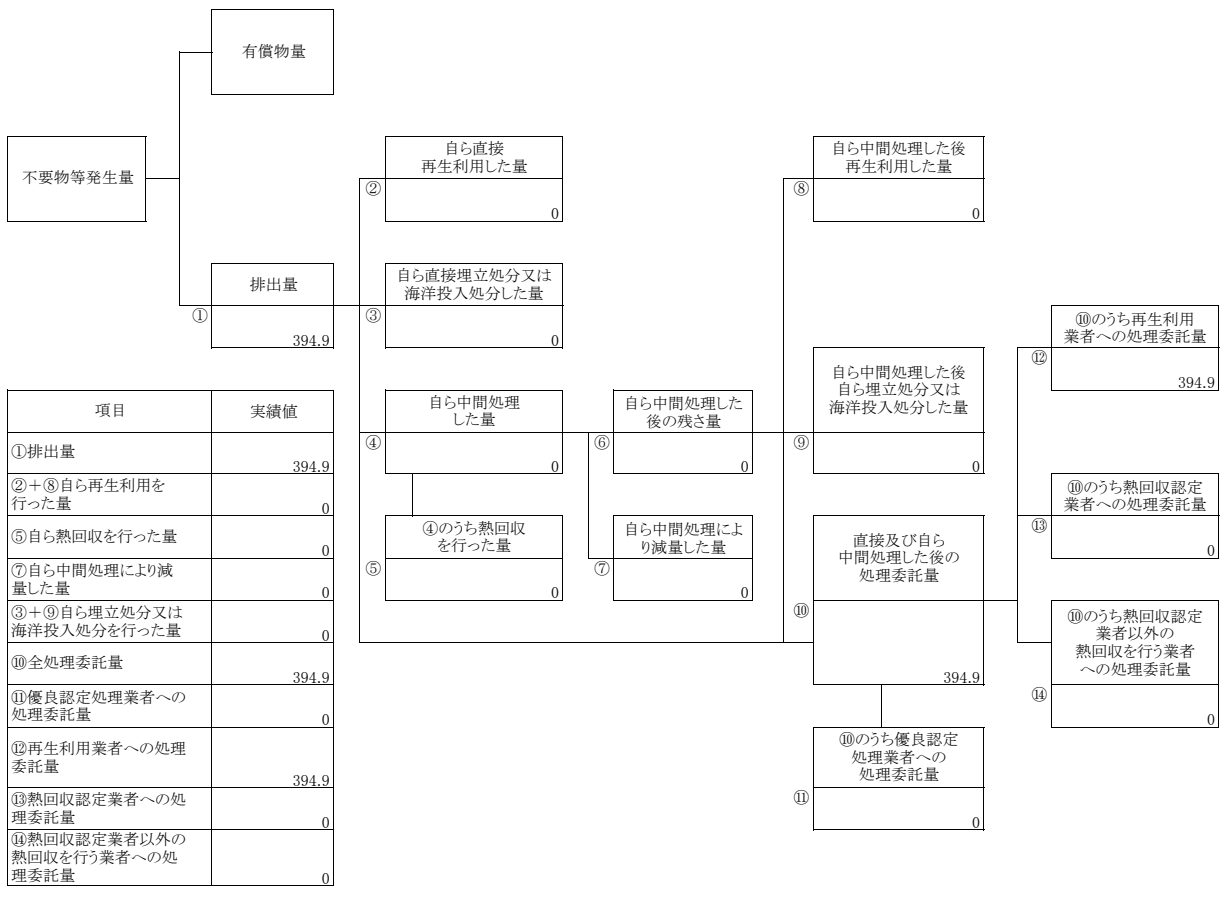 有償物量
不要物等発生量
排出量
①
394.9
自ら直接
再生利用した量
②
0
自ら直接埋立処分又は
海洋投入処分した量
③
0
自ら中間処理
した量
④
0
④のうち熱回収
を行った量
⑤
0
自ら中間処理した
後の残さ量
⑥
0
自ら中間処理によ
り減量した量
⑦
0
自ら中間処理した後
再生利用した量
⑧
0
自ら中間処理した後
自ら埋立処分又は
海洋投入処分した量
⑨
0
直接及び自ら
中間処理した後の
処理委託量
⑩
394.9
⑩のうち優良認定
処理業者への
処理委託量
⑪
0
⑩のうち再生利用
業者への処理委託量
⑫
394.9
⑩のうち熱回収認定
業者への処理委託量
⑬
0
⑩のうち熱回収認定
業者以外の
熱回収を行う業者
への処理委託量
⑭
0
項目 実績値
①排出量
394.9
②＋⑧自ら再生利用を
行った量
0
⑤自ら熱回収を行った量
0
⑦自ら中間処理により減
量した量
0
③＋⑨自ら埋立処分又は
海洋投入処分を行った量
0
⑩全処理委託量
394.9
⑪優良認定処理業者への
処理委託量
0
⑫再生利用業者への処理
委託量
394.9
⑬熱回収認定業者への処
理委託量
0
⑭熱回収認定業者以外の
熱回収を行う業者への処
理委託量
0